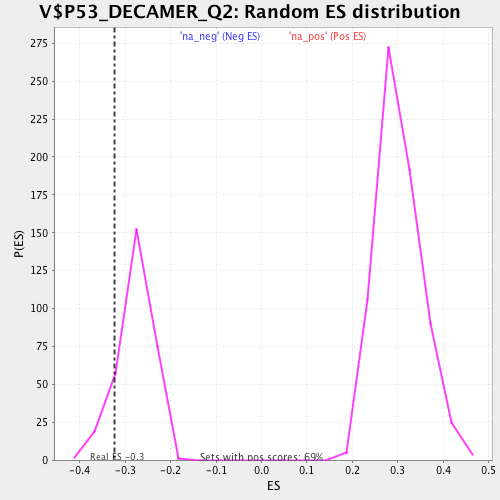 V$P53_DECAMER_Q2: Random ES distribution
'na_neg' (Neg ES) 'na_pos' (Pos ES)
275
250
225
200
175
150
125
100
75
50
25
0
P(ES)
Real ES -0.3
Sets with pos scores: 69%
-0.4 -0.3 -0.2 -0.1 0.0 0.1 0.2 0.3 0.4 0.5
ES